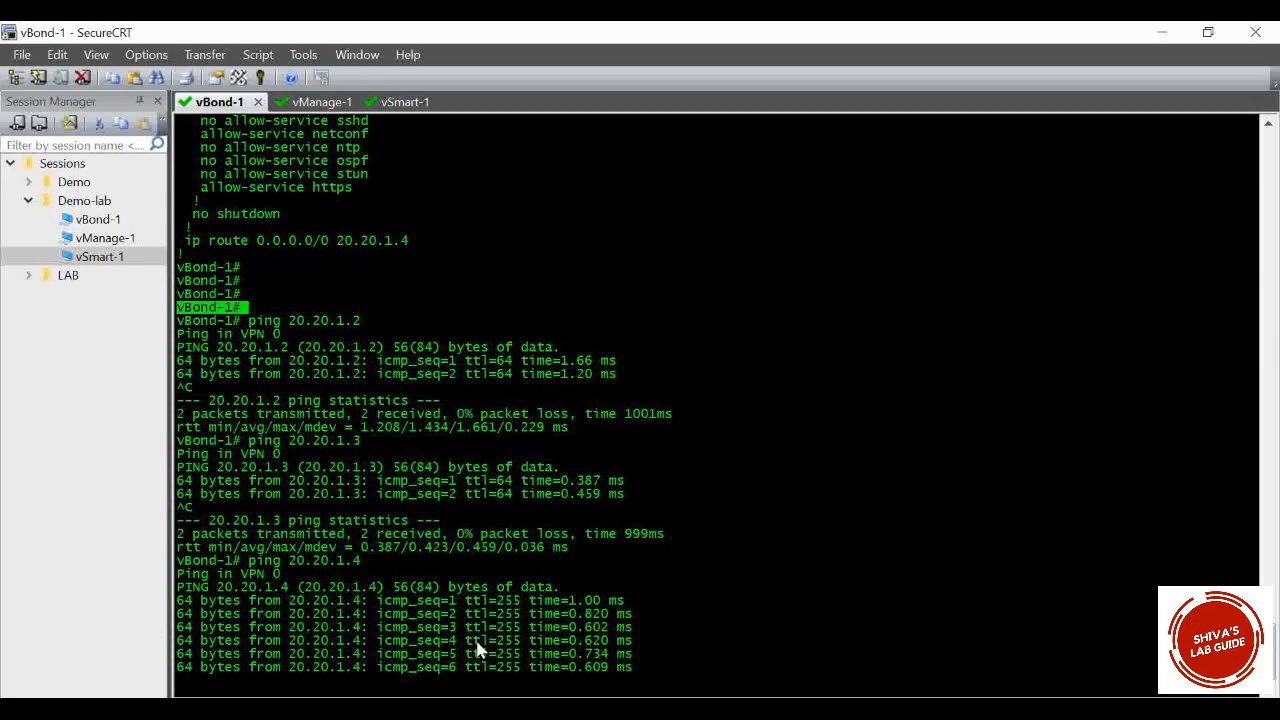 vBond-1 - SecureCRT
File Edit View Options Transfer Script Tools Window Help
Session Manager
vBond-1 vManage-1 vSmart-1
Filter by session name <...
Sessions
Demo
Demo-lab
vBond-1
vManage-1
vSmart-1
LAB
no allow-service sshd
allow-service netconf
no allow-service ntp
no allow-service ospf
no allow-service stun
allow-service https
!
no shutdown
!
ip route 0.0.0.0/0 20.20.1.4
!
vBond-1#
vBond-1#
vBond-1#
vBond-1#
vBond-1# ping 20.20.1.2
Ping in VPN 0
PING 20.20.1.2 (20.20.1.2) 56(84) bytes of data.
64 bytes from 20.20.1.2: icmp_seq=1 ttl=64 time=1.66 ms
64 bytes from 20.20.1.2: icmp_seq=2 ttl=64 time=1.20 ms
^C
--- 20.20.1.2 ping statistics ---
2 packets transmitted, 2 received, 0% packet loss, time 1001ms
rtt min/avg/max/mdev = 1.208/1.434/1.661/0.229 ms
vBond-1# ping 20.20.1.3
Ping in VPN 0
PING 20.20.1.3 (20.20.1.3) 56(84) bytes of data.
64 bytes from 20.20.1.3: icmp_seq=1 ttl=64 time=0.387 ms
64 bytes from 20.20.1.3: icmp_seq=2 ttl=64 time=0.459 ms
^C
--- 20.20.1.3 ping statistics ---
2 packets transmitted, 2 received, 0% packet loss, time 999ms
rtt min/avg/max/mdev = 0.387/0.423/0.459/0.036 ms
vBond-1# ping 20.20.1.4
Ping in VPN 0
PING 20.20.1.4 (20.20.1.4) 56(84) bytes of data.
64 bytes from 20.20.1.4: icmp_seq=1 ttl=255 time=1.00 ms
64 bytes from 20.20.1.4: icmp_seq=2 ttl=255 time=0.820 ms
64 bytes from 20.20.1.4: icmp_seq=3 ttl=255 time=0.602 ms
64 bytes from 20.20.1.4: icmp_seq=4 ttl=255 time=0.620 ms
64 bytes from 20.20.1.4: icmp_seq=5 ttl=255 time=0.734 ms
64 bytes from 20.20.1.4: icmp_seq=6 ttl=255 time=0.609 ms
SHIVA'S
LAB GUIDE